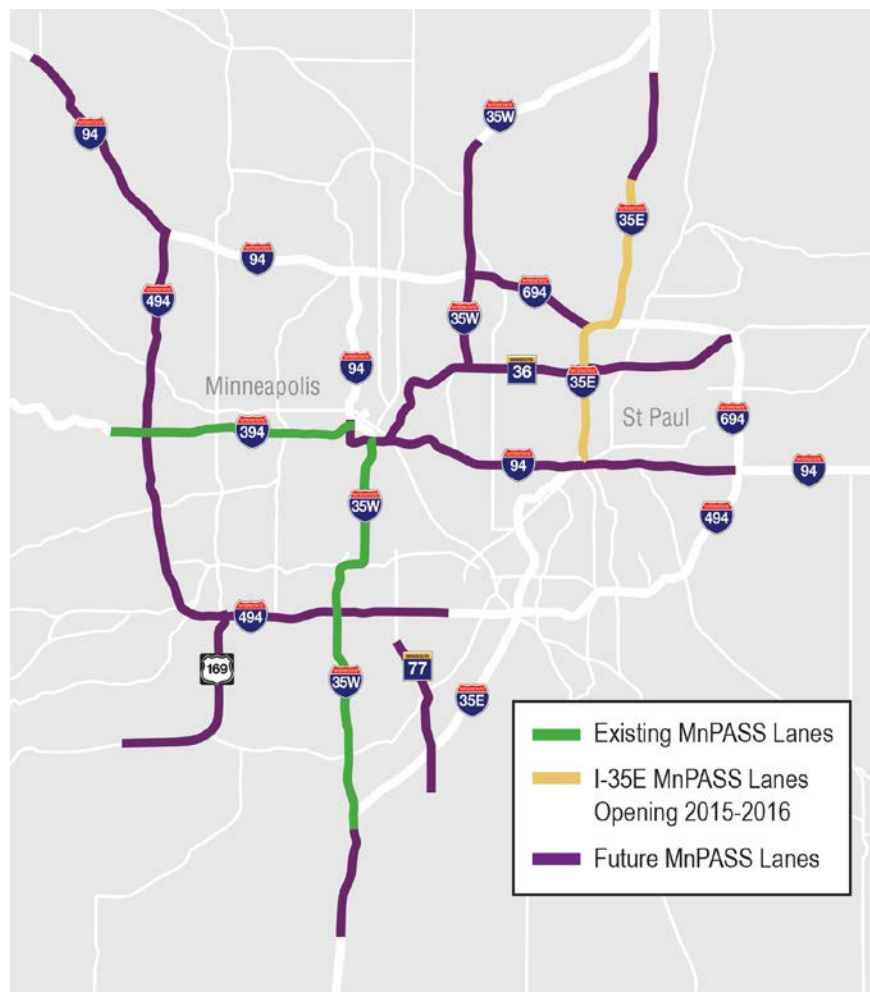 35W
94
35E
94
494
694
35W
94
36
35E
Minneapolis
St Paul
694
394
94
94
35W
494
494
77
169
35W
35E
Existing MnPASS Lanes
I-35E MnPASS Lanes
Opening 2015-2016
Future MnPASS Lanes